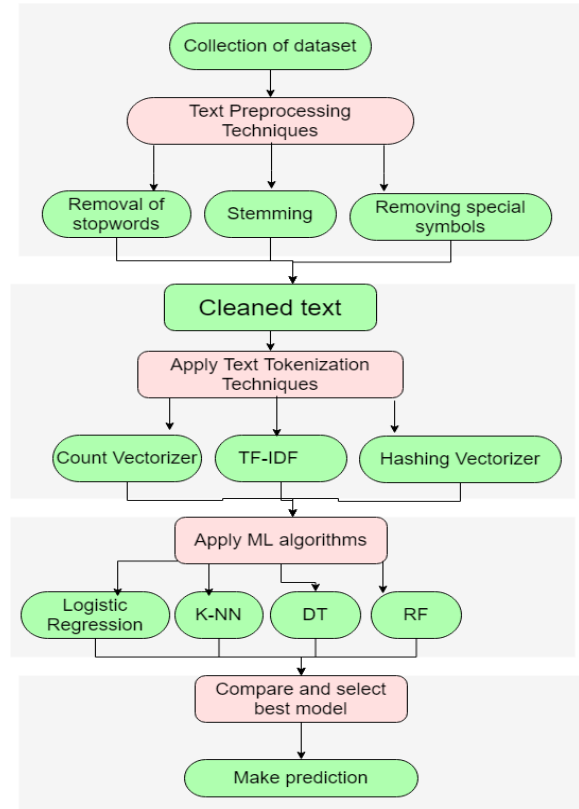 Collection of dataset
Text Preprocessing
Techniques
Removal of
stopwords
Stemming
Removing special
symbols
Cleaned text
Apply Text Tokenization
Techniques
Count Vectorizer
TF-IDF
Hashing Vectorizer
Apply ML algorithms
Logistic
Regression
K-NN
DT
RF
Compare and select
best model
Make prediction